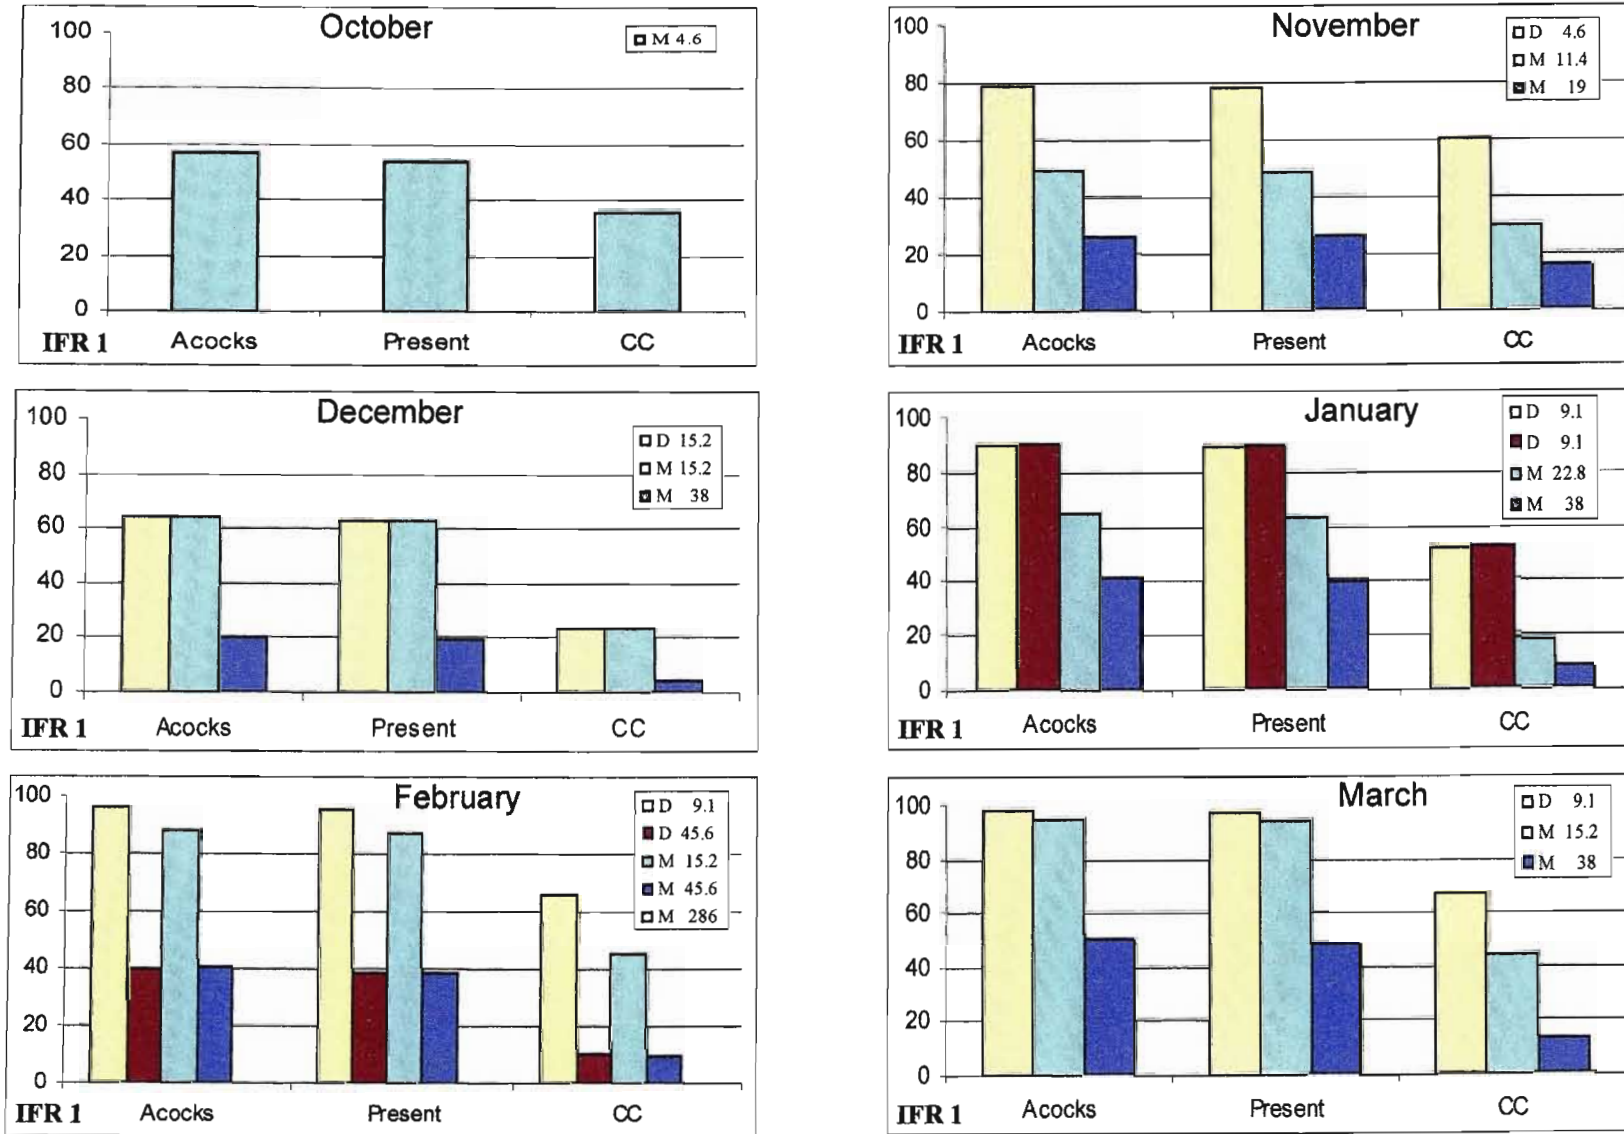 October
M 4.6
100
80
60
40
20
0
IFR 1
Acocks Present CC
November
D 4.6
M 11.4
M 19
100
80
60
40
20
0
IFR 1
Acocks Present CC
December
D 15.2
M 15.2
M 38
100
80
60
40
20
0
IFR 1
Acocks Present CC
January
D 9.1
D 9.1
M 22.8
M 38
100
80
60
40
20
0
IFR 1
Acocks Present CC
February
D 9.1
D 45.6
M 15.2
M 45.6
M 286
100
80
60
40
20
0
IFR 1
Acocks Present CC
March
D 9.1
M 15.2
M 38
100
80
60
40
20
0
IFR 1
Acocks Present CC